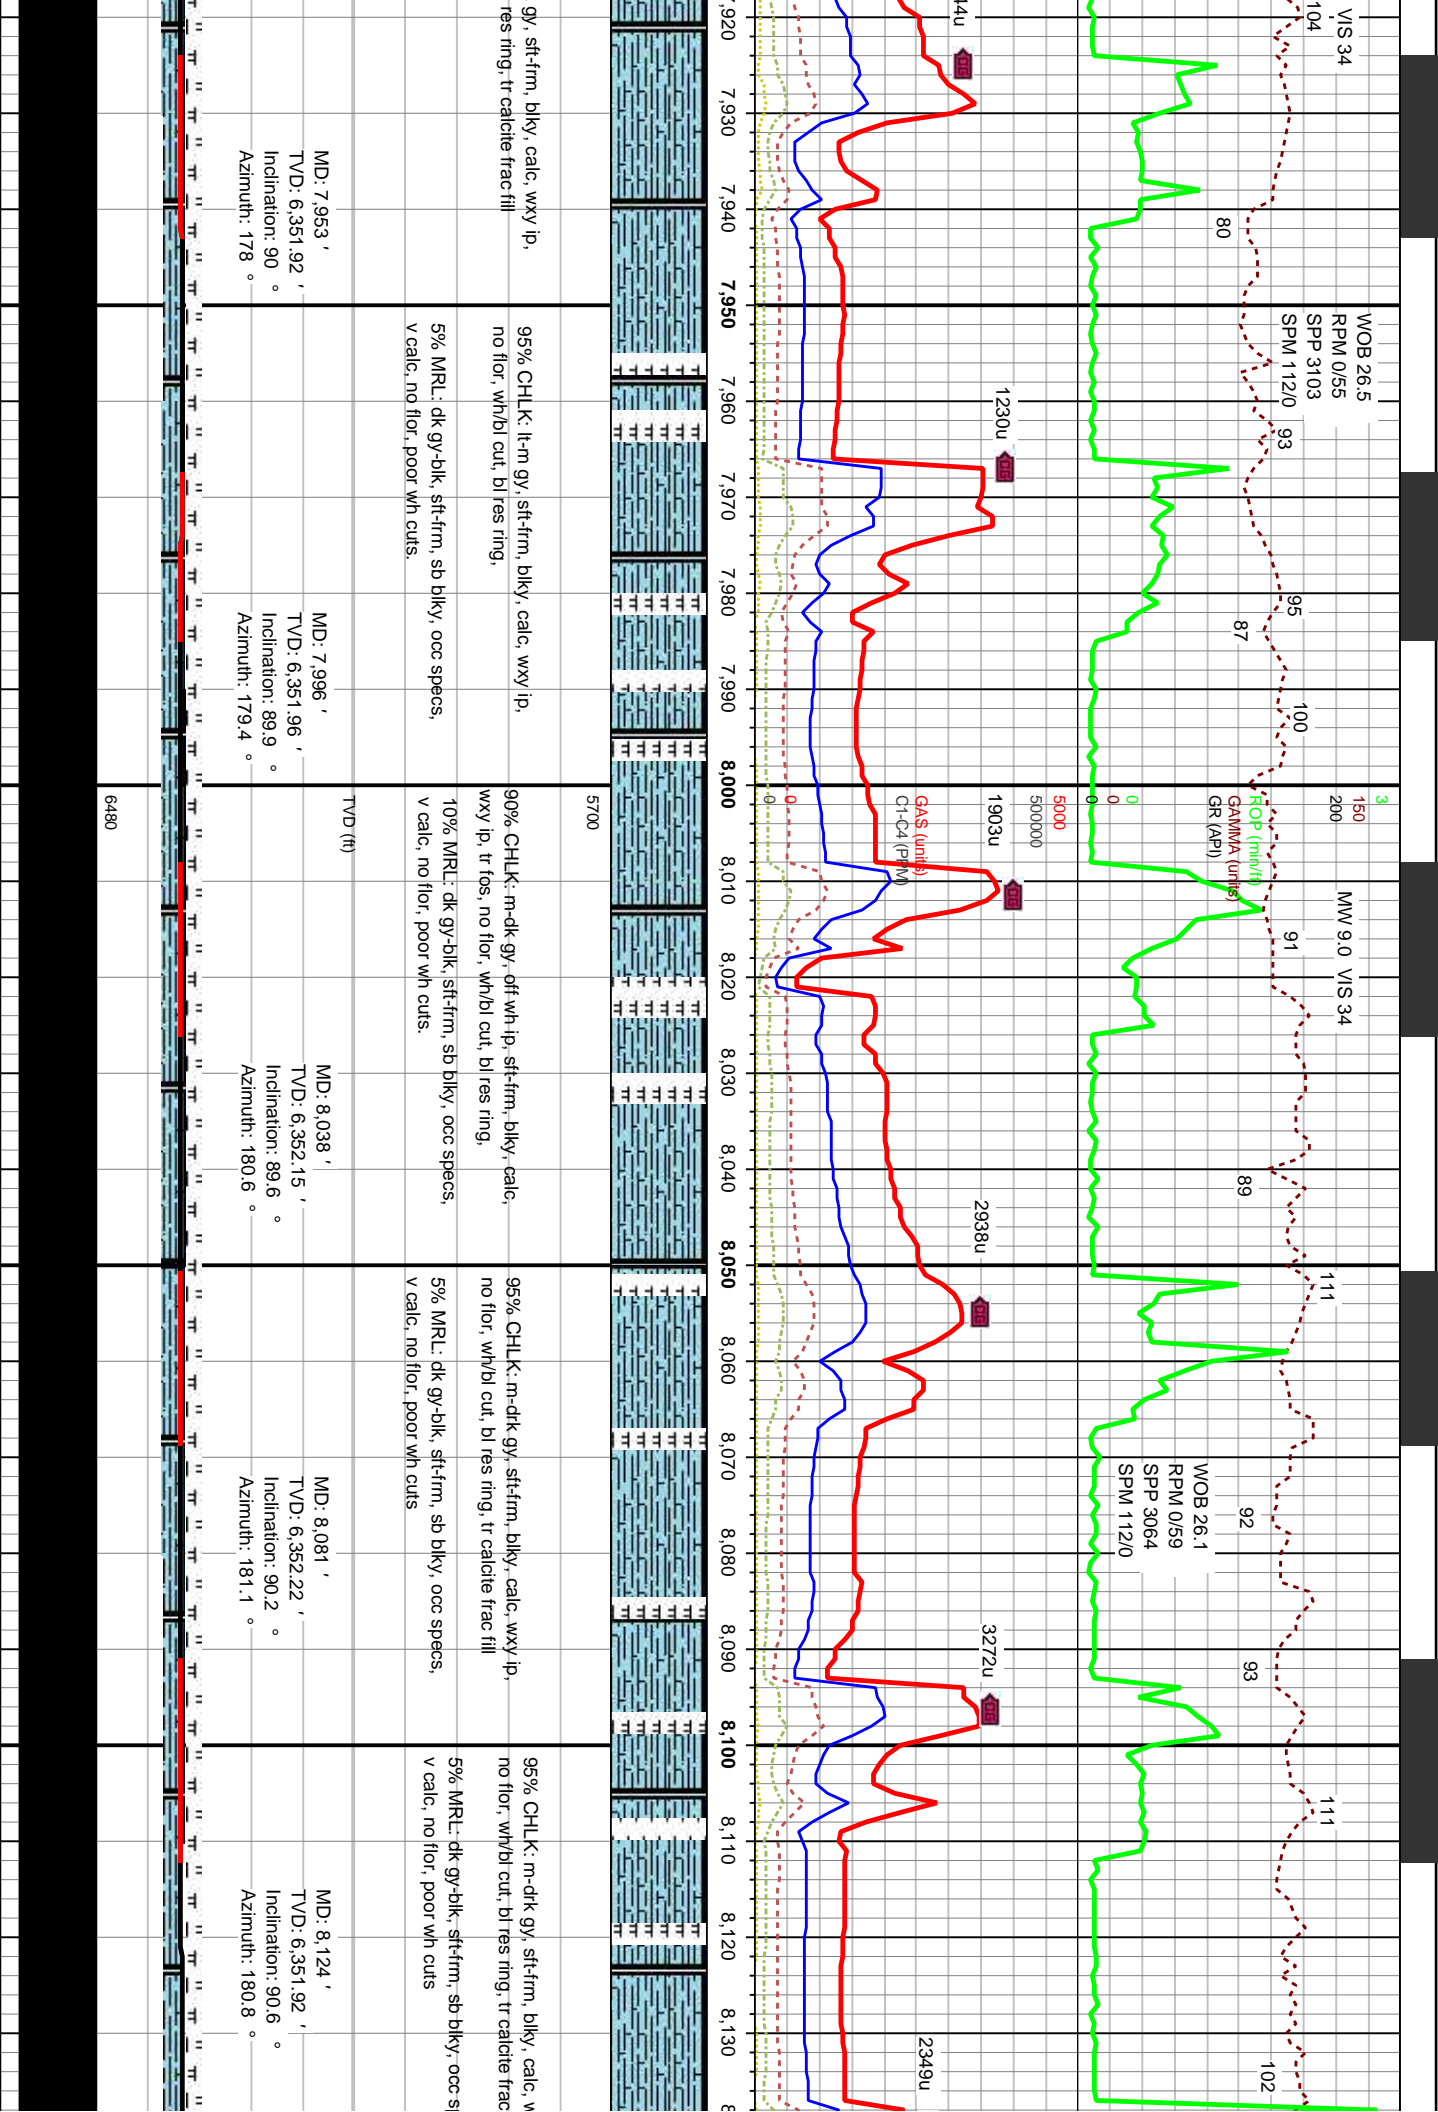 VIS 34
104
80
WOB 26.5
RPM 0/55
SPP 3103
SPM 112/0
93
95
87
100
3
150
200
ROP (min/ft)
GAMMA (units)
GR (API)
0
0
0
MW 9.0 VIS 34
91
89
111
WOB 26.1
RPM 0/59
SPP 3064
SPM 112/0
92
93
111
102
44u
1230u
1903u
5000
500000
GAS (units)
C1-C4 (PPM)
0
0
2938u
3272u
2349u
7,920
7,930
7,940
7,950
7,960
7,970
7,980
7,990
8,000
8,010
8,020
8,030
8,040
8,050
8,060
8,070
8,080
8,090
8,100
8,110
8,120
8,130
gy, sft-frm, blky, calc, wxy ip,
res ring, tr calcite frac fill
95% CHLK: lt-m gy, sft-frm, blky, calc, wxy ip,
no flor, wh/bl cut, bl res ring,
5% MRL: dk gy-blk, sft-frm, sb blky, occ specs,
v calc, no flor, poor wh cuts.
90% CHLK: m-dk gy, off wh ip, sft-frm, blky, calc,
wxy ip, tr fos, no flor, wh/bl cut, bl res ring,
10% MRL: dk gy-blk, sft-frm, sb blky, occ specs,
v calc, no flor, poor wh cuts.
95% CHLK: m-drk gy, sft-frm, blky, calc, wxy ip,
no flor, wh/bl cut, bl res ring, tr calcite frac fill
5% MRL: dk gy-blk, sft-frm, sb blky, occ specs,
v calc, no flor, poor wh cuts
95% CHLK: m-drk gy, sft-frm, blky, calc, w
no flor, wh/bl cut, bl res ring, tr calcite frac
5% MRL: dk gy-blk, sft-frm, sb blky, occ sp
v calc, no flor, poor wh cuts
5700
TVD (ft)
6480
MD: 7,953 '
TVD: 6,351.92 '
Inclination: 90 °
Azimuth: 178 °
MD: 7,996 '
TVD: 6,351.96 '
Inclination: 89.9 °
Azimuth: 179.4 °
MD: 8,038 '
TVD: 6,352.15 '
Inclination: 89.6 °
Azimuth: 180.6 °
MD: 8,081 '
TVD: 6,352.22 '
Inclination: 90.2 °
Azimuth: 181.1 °
MD: 8,124 '
TVD: 6,351.92 '
Inclination: 90.6 °
Azimuth: 180.8 °